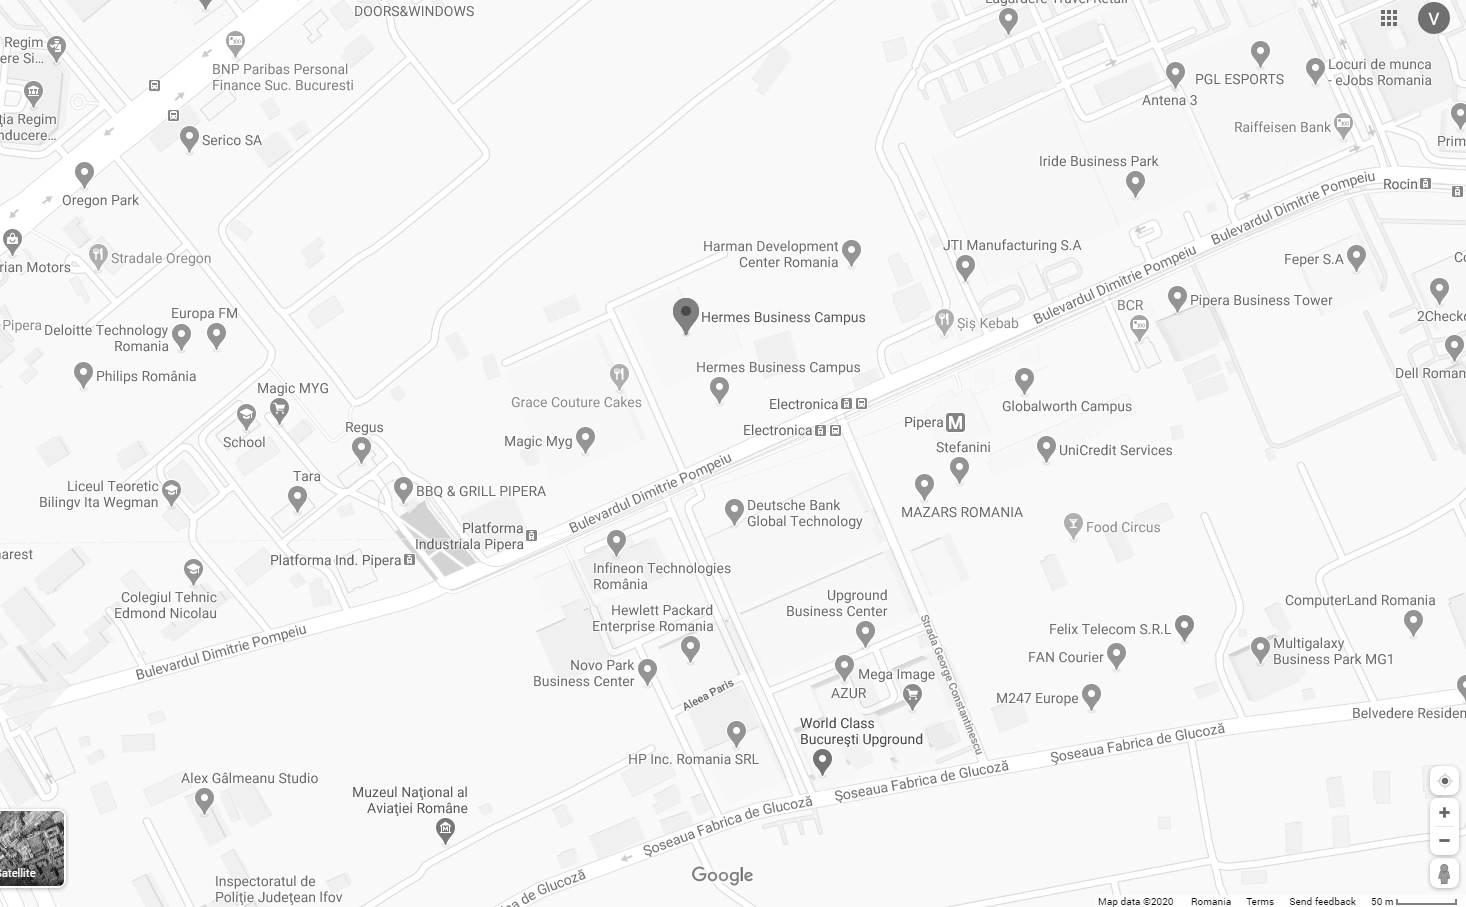 DOORS&WINDOWS
V
Regim
ere Si...
BNP Paribas Personal
Finance Suc. Bucuresti
PGL ESPORTS
Locuri de munca
- eJobs Romania
Antena 3
ția Regim
nducere...
Serico SA
Raiffeisen Bank
Prim
Iride Business Park
Oregon Park
Bulevardul Dimitrie Pompeiu
Rocin
Stradale Oregon
rian Motors
Harman Development
Center Romania
JTI Manufacturing S.A
Bulevardul Dimitrie Pompeiu
Feper S.A
Europa FM
Pipera
Deloitte Technology
Romania
Hermes Business Campus
Șiș Kebab
BCR
Pipera Business Tower
2Checko
Philips România
Magic MYG
Hermes Business Campus
Dell Roman
Grace Couture Cakes
Electronica
Globalworth Campus
School
Regus
Magic Myg
Electronica
Pipera
M
Stefanini
UniCredit Services
Tara
Liceul Teoretic
Bilingv Ita Wegman
BBQ & GRILL PIPERA
Bulevardul Dimitrie Pompeiu
Deutsche Bank
Global Technology
MAZARS ROMANIA
Food Circus
Platforma
Industriala Pipera
Platforma Ind. Pipera
arest
Infineon Technologies
România
Colegiul Tehnic
Edmond Nicolau
Hewlett Packard
Enterprise Romania
Upground
Business Center
ComputerLand Romania
Felix Telecom S.R.L
Bulevardul Dimitrie Pompeiu
Strada George Constantinescu
FAN Courier
Multigalaxy
Business Park MG1
Novo Park
Business Center
Aleea Paris
AZUR
Mega Image
M247 Europe
Belvedere Residen
World Class
București Upground
HP Inc. Romania SRL
Șoseaua Fabrica de Glucoză
Șoseaua Fabrica de Glucoză
Alex Gâlmeanu Studio
Muzeul Național al
Aviației Române
Șoseaua Fabrica de Glucoză
+
−
Satellite
Google
Inspectoratul de
Poliție Județean Ilfov
a de Glucoză
Map data ©2020 Romania Terms Send feedback 50 m